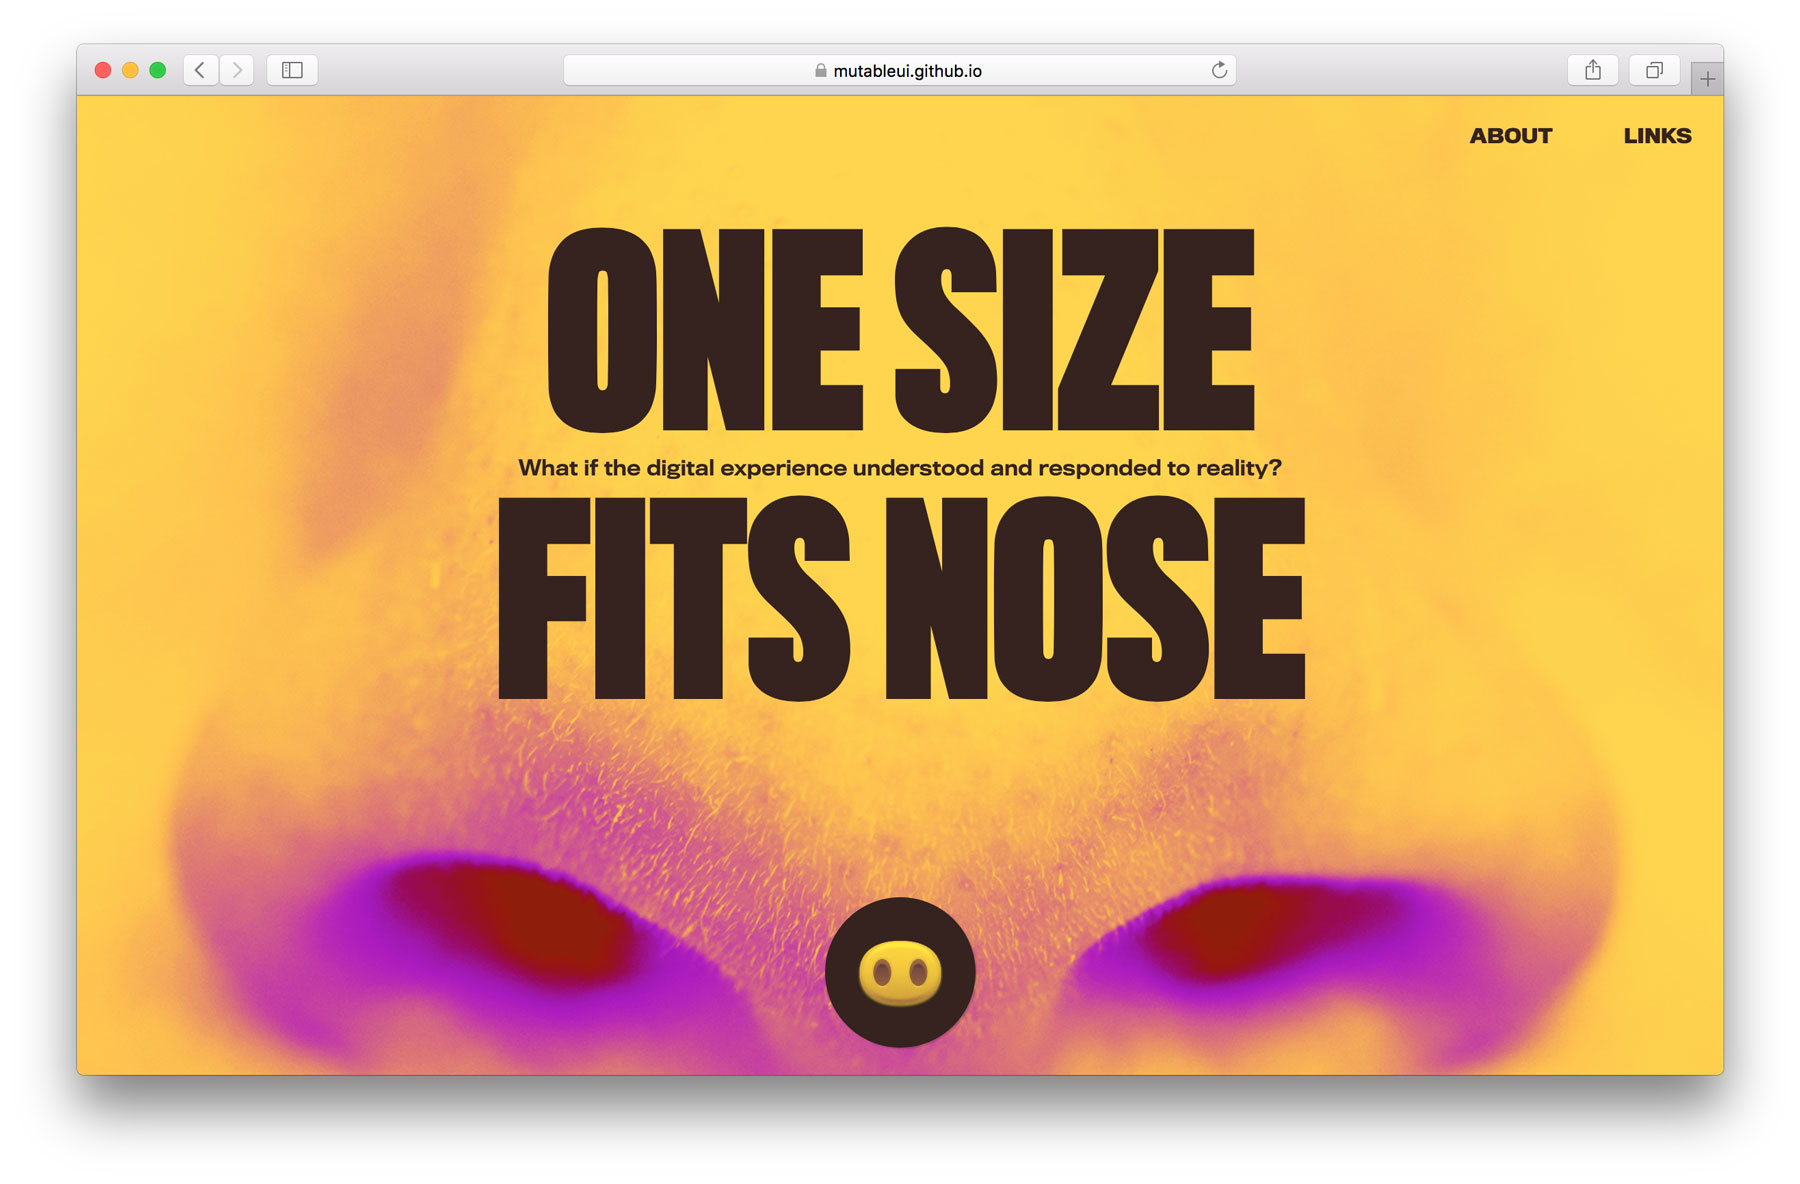 mutableui.github.io
ABOUT LINKS
ONE SIZE
What if the digital experience understood and responded to reality?
FITS NOSE